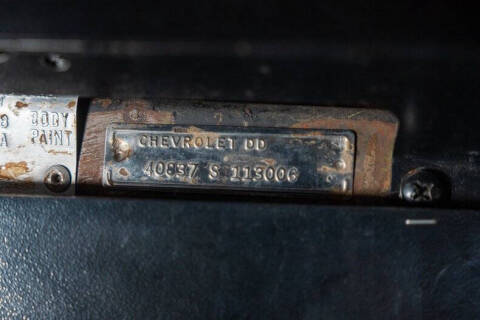 BODY
PAINT
CHEVROLET DD
40837 S 113006